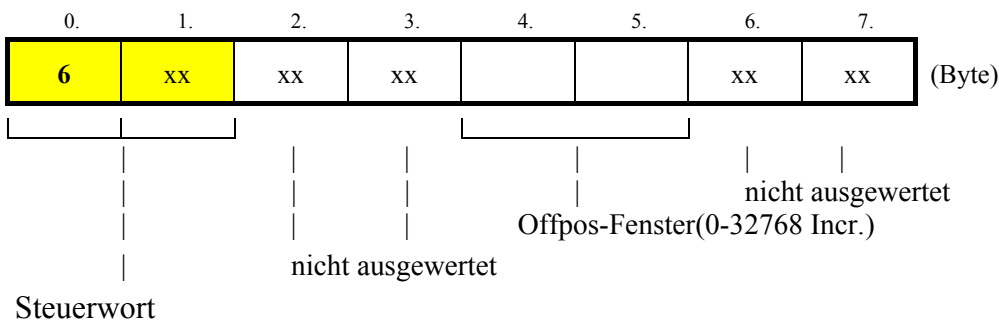 0. 1. 2. 3. 4. 5. 6. 7.
6 xx xx xx xx xx (Byte)
nicht ausgewertet
Offpos-Fenster(0-32768 Incr.)
nicht ausgewertet
Steuerwort